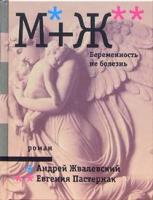 М*+Ж**
Беременность
не болезнь
роман
* Андрей Жвалевский
** Евгения Пастернак